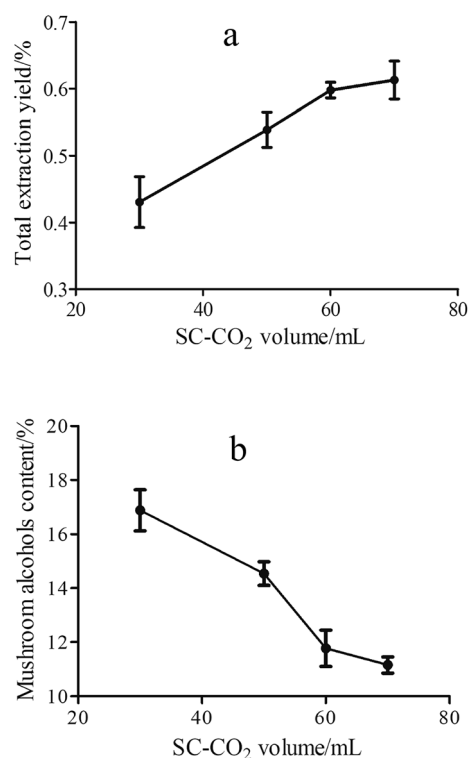 a
Total extraction yield/%
0.7
0.6
0.5
0.4
0.3
20 40 60 80
SC-CO₂ volume/mL
b
Mushroom alcohols content/%
20
18
16
14
12
10
20 40 60 80
SC-CO₂ volume/mL